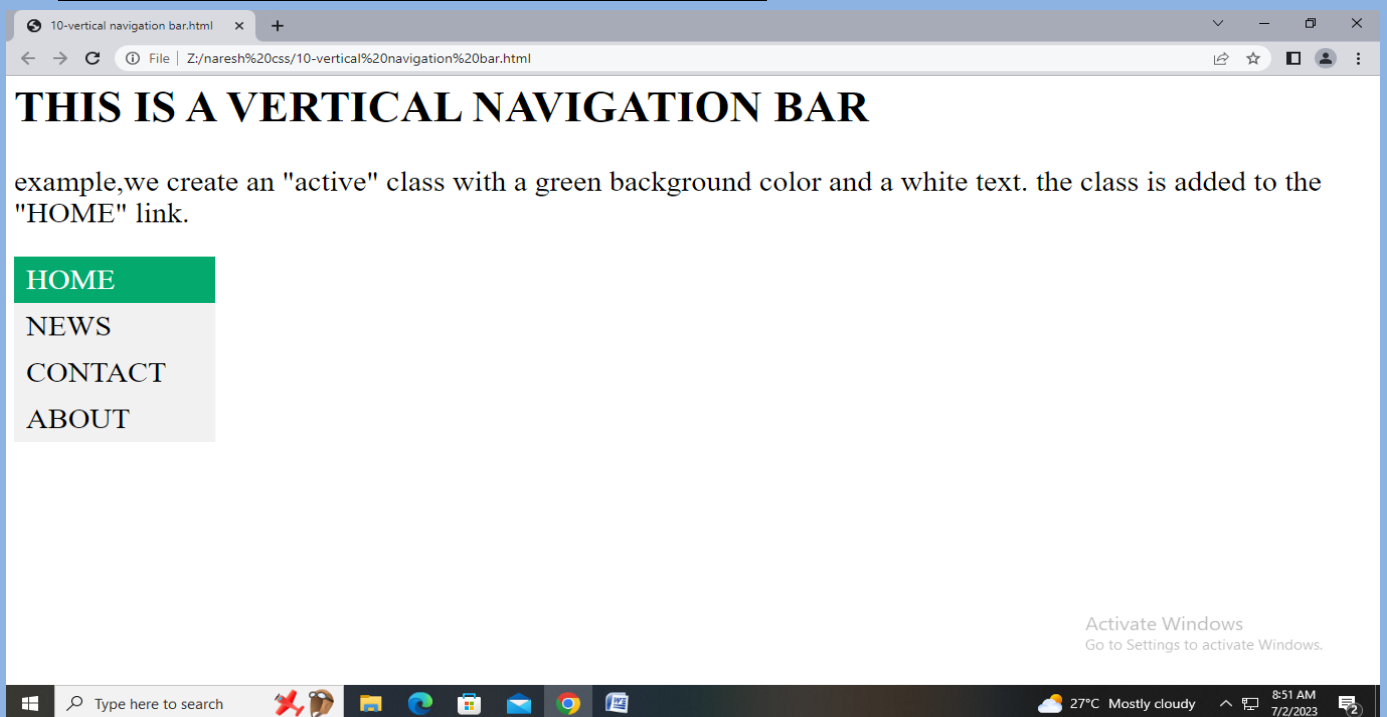 10-vertical navigation bar.html
File Z:/naresh%20css/10-vertical%20navigation%20bar.html
THIS IS A VERTICAL NAVIGATION BAR
example,we create an "active" class with a green background color and a white text. the class is added to the
"HOME" link.
HOME
NEWS
CONTACT
ABOUT
Activate Windows
Go to Settings to activate Windows.
Type here to search
27°C Mostly cloudy
8:51 AM
7/2/2023
2